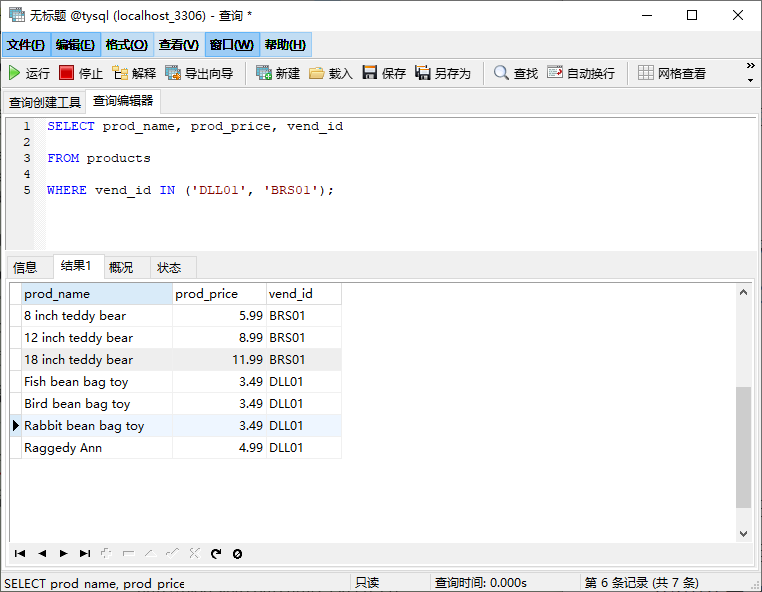 无标题 @tysql (localhost_3306) - 查询 *
文件(F) 编辑(E) 格式(O) 查看(V) 窗口(W) 帮助(H)
运行 停止 解释 导出向导 新建 载入 保存 另存为 查找 自动换行 网格查看 »
查询创建工具 查询编辑器
1 SELECT prod_name, prod_price, vend_id
2
3 FROM products
4
5 WHERE vend_id IN ('DLL01', 'BRS01');
信息 结果1 概况 状态
prod_name prod_price vend_id
8 inch teddy bear 5.99 BRS01
12 inch teddy bear 8.99 BRS01
18 inch teddy bear 11.99 BRS01
Fish bean bag toy 3.49 DLL01
Bird bean bag toy 3.49 DLL01
Rabbit bean bag toy 3.49 DLL01
Raggedy Ann 4.99 DLL01
SELECT prod_name, prod_price 只读 查询时间: 0.000s 第 6 条记录 (共 7 条)